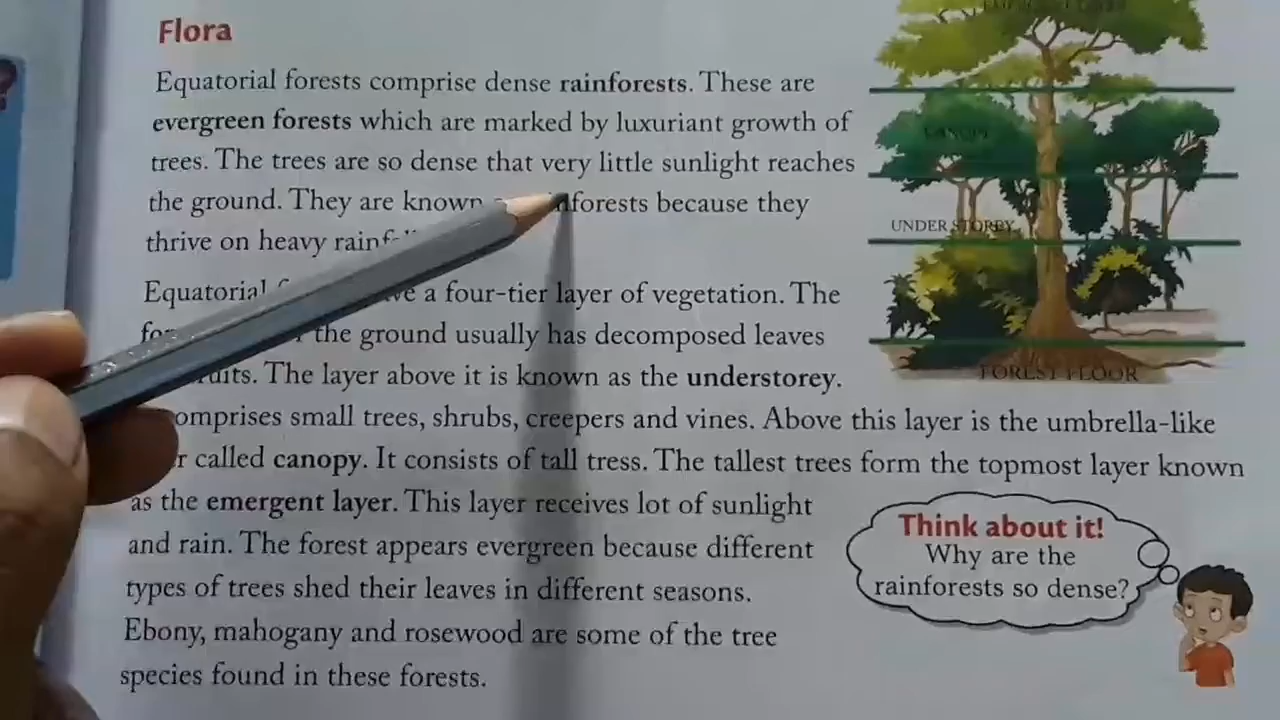 Flora
Equatorial forests comprise dense rainforests. These are
evergreen forests which are marked by luxuriant growth of
trees. The trees are so dense that very little sunlight reaches
the ground. They are known because they
thrive on heavy
Equatorial a four-tier layer of vegetation. The
the ground usually has decomposed leaves
The layer above it is known as the understorey.
comprises small trees, shrubs, creepers and vines. Above this layer is the umbrella-like
called canopy. It consists of tall tress. The tallest trees form the topmost layer known
as the emergent layer. This layer receives lot of sunlight
and rain. The forest appears evergreen because different
types of trees shed their leaves in different seasons.
Ebony, mahogany and rosewood are some of the tree
species found in these forests.
CANOPY
UNDER STOREY
FOREST FLOOR
Think about it!
Why are the
rainforests so dense?